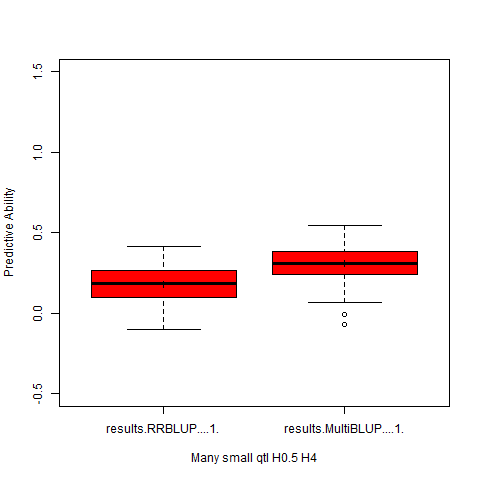 1.5
1.0
0.5
0.0
-0.5
Predictive Ability
results.RRBLUP....1.
results.MultiBLUP....1.
Many small qtl H0.5 H4